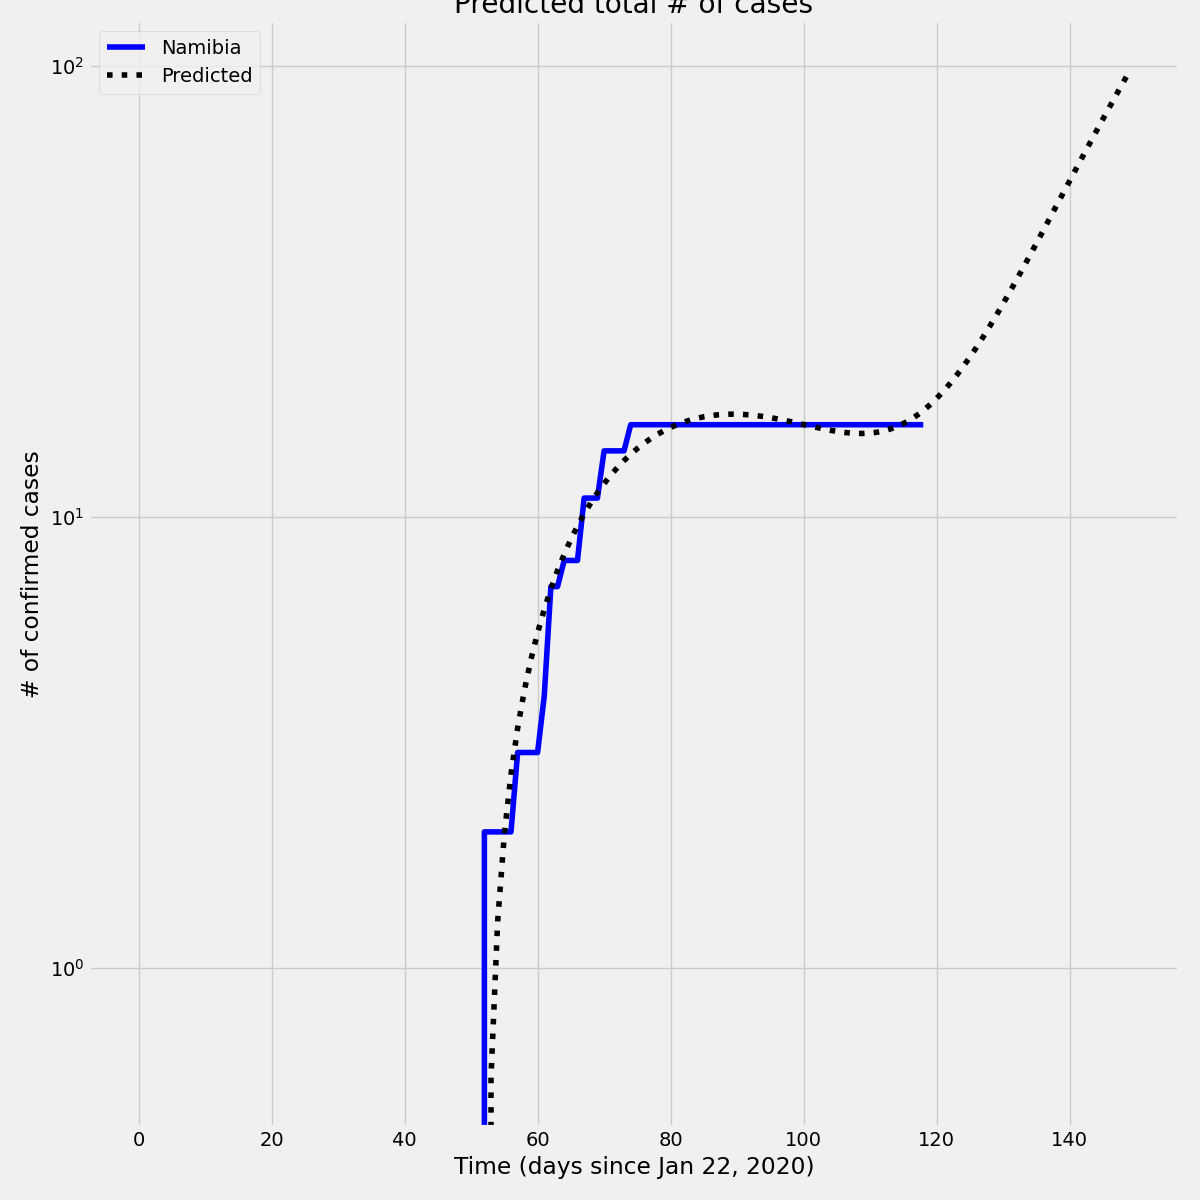 Predicted total # of cases
Namibia
Predicted
10²
10¹
10⁰
# of confirmed cases
0 20 40 60 80 100 120 140
Time (days since Jan 22, 2020)